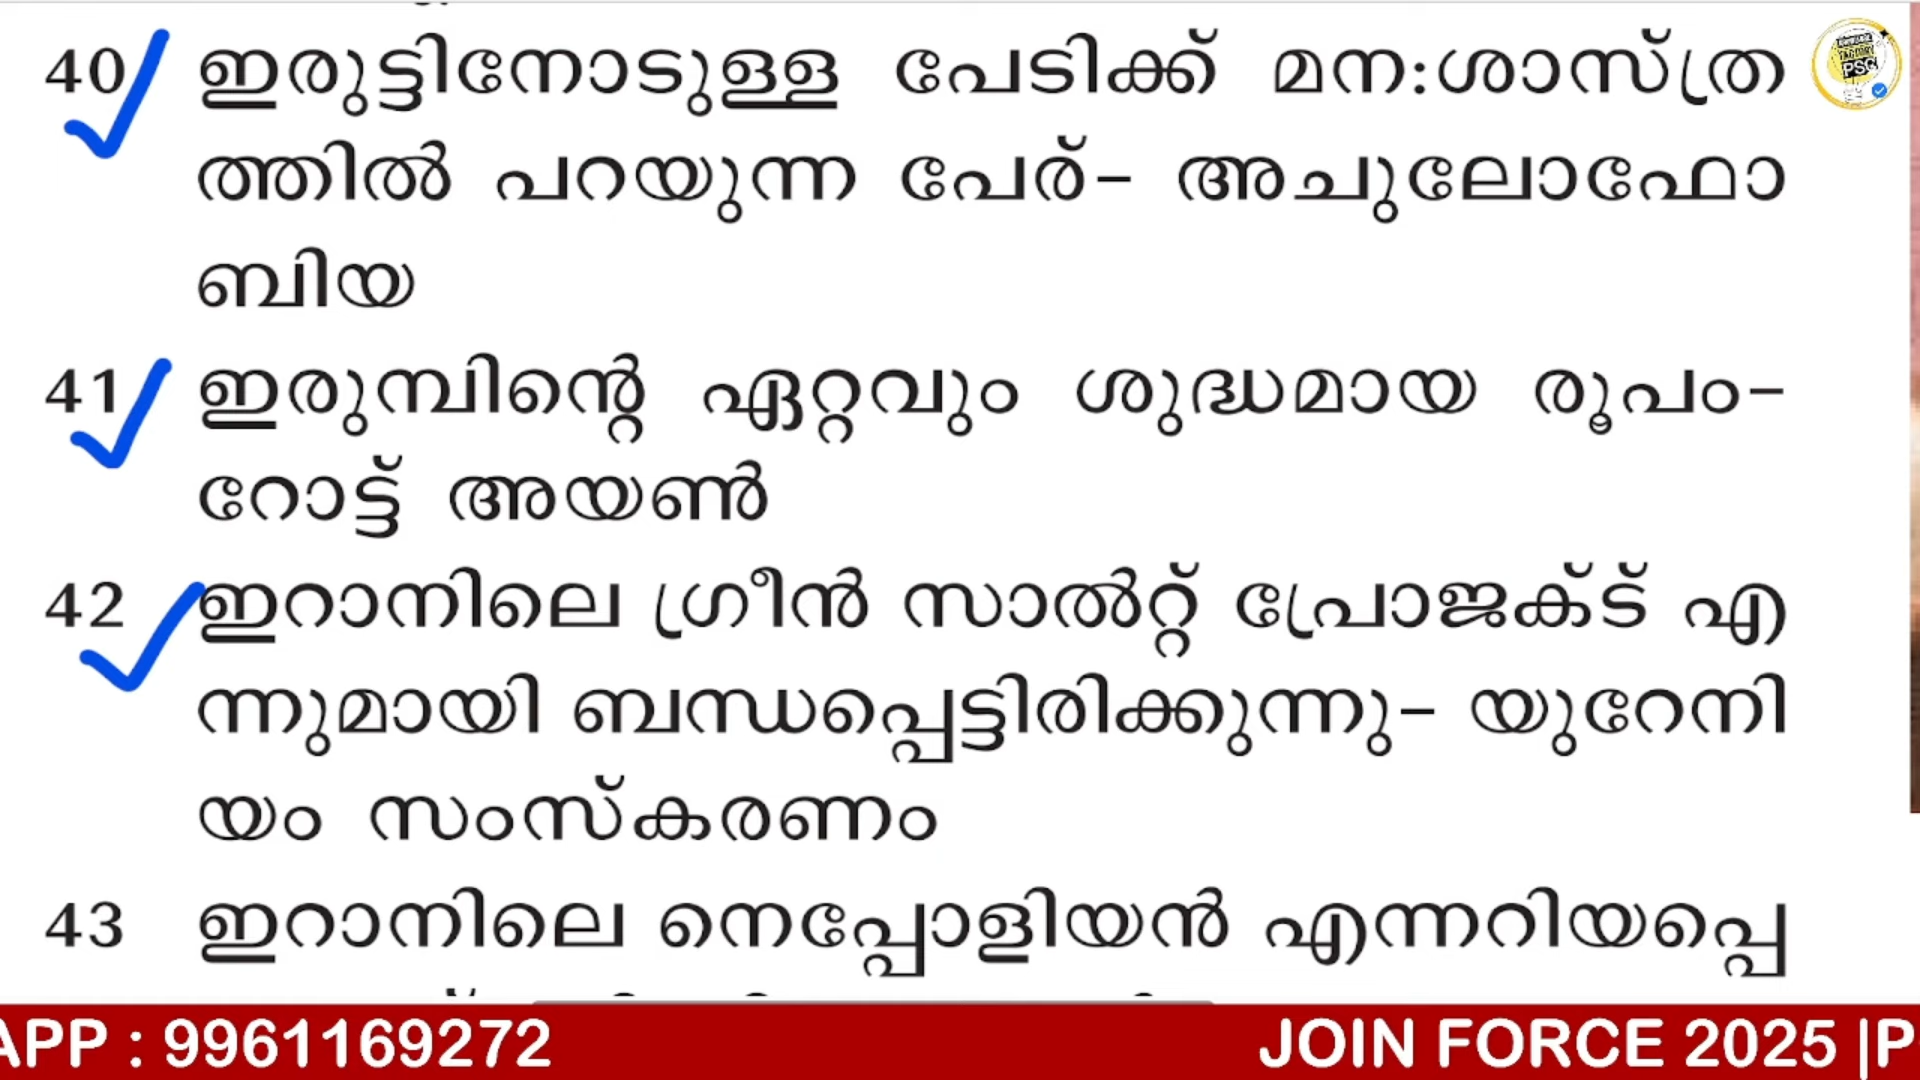 40 ഇരുട്ടിനോടുള്ള പേടിക്ക് മന:ശാസ്ത്ര
ത്തിൽ പറയുന്ന പേര്- അചുലോഫോ
ബിയ
41 ഇരുമ്പിന്റെ ഏറ്റവും ശുദ്ധമായ രൂപം-
റോട്ട് അയൺ
42 ഇറാനിലെ ഗ്രീൻ സാൽറ്റ് പ്രോജക്ട് എ
ന്നുമായി ബന്ധപ്പെട്ടിരിക്കുന്നു- യുറേനി
യം സംസ്കരണം
43 ഇറാനിലെ നെപ്പോളിയൻ എന്നറിയപ്പെ
APP : 9961169272 JOIN FORCE 2025 |P
PSC